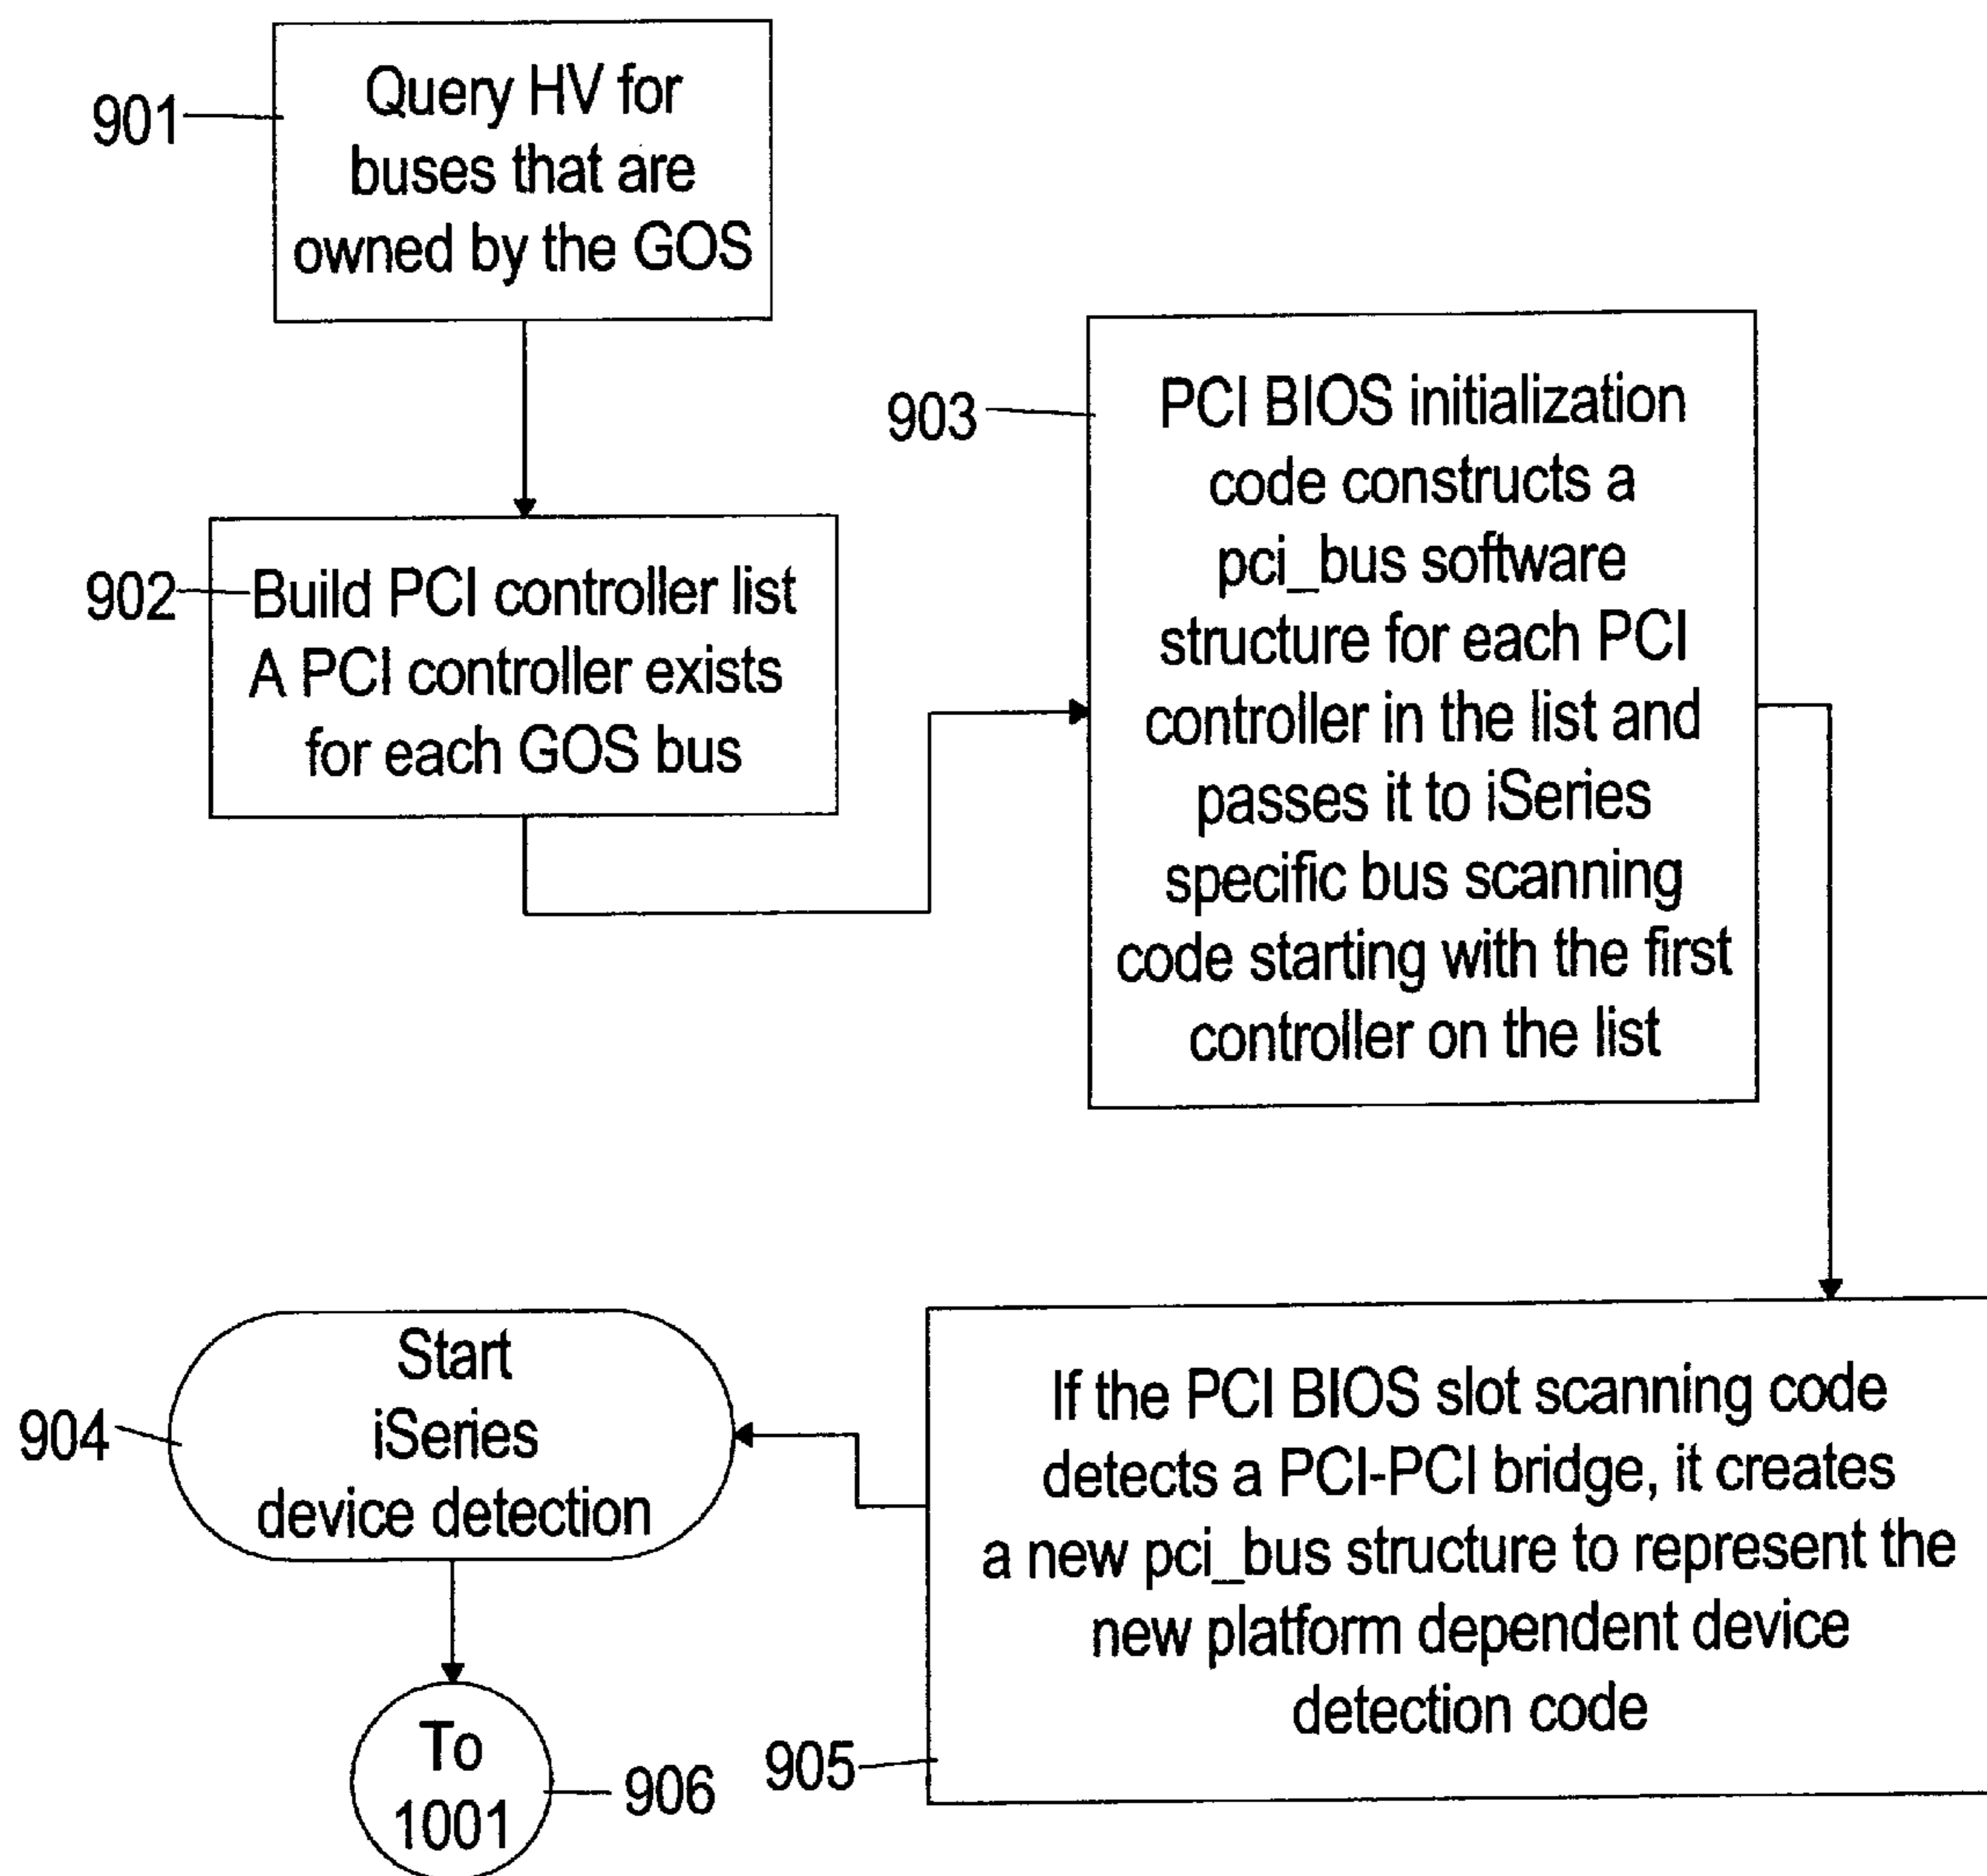 901
Query HV for
buses that are
owned by the GOS
902
Build PCI controller list
A PCI controller exists
for each GOS bus
903
PCI BIOS initialization
code constructs a
pci_bus software
structure for each PCI
controller in the list and
passes it to iSeries
specific bus scanning
code starting with the first
controller on the list
904
Start
iSeries
device detection
905
If the PCI BIOS slot scanning code
detects a PCI-PCI bridge, it creates
a new pci_bus structure to represent the
new platform dependent device
detection code
To
1001
906